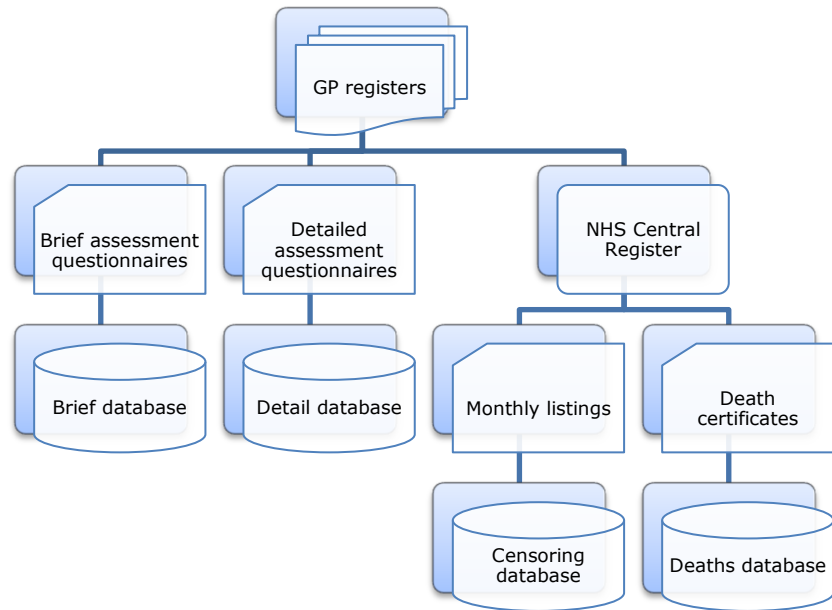 GP registers
Brief assessment
questionnaires
Detailed
assessment
questionnaires
NHS Central
Register
Brief database
Detail database
Monthly listings
Death
certificates
Censoring
database
Deaths database